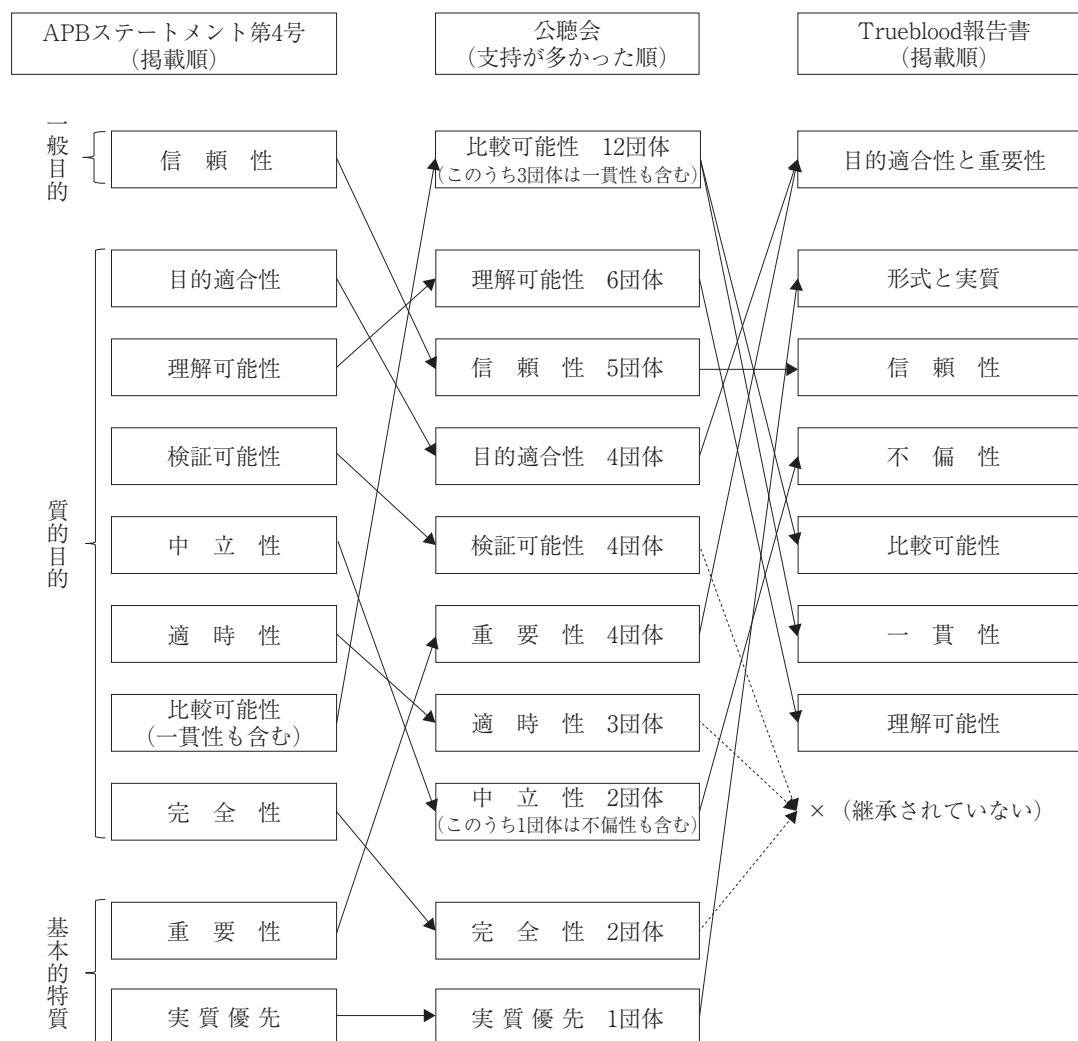 APBステートメント第4号
（掲載順）
公聴会
（支持が多かった順）
Trueblood報告書
（掲載順）
一般目的
信 頼 性
比較可能性 12団体
（このうち3団体は一貫性も含む）
目的適合性と重要性
質的目的
目的適合性
理解可能性 6団体
形式と実質
理解可能性
信 頼 性 5団体
信 頼 性
検証可能性
目的適合性 4団体
不 偏 性
中 立 性
検証可能性 4団体
比較可能性
適 時 性
重 要 性 4団体
一 貫 性
比較可能性
（一貫性も含む）
適 時 性 3団体
理解可能性
完 全 性
中 立 性 2団体
（このうち1団体は不偏性も含む）
×（継承されていない）
基本的特質
重 要 性
完 全 性 2団体
実 質 優 先
実 質 優 先 1団体